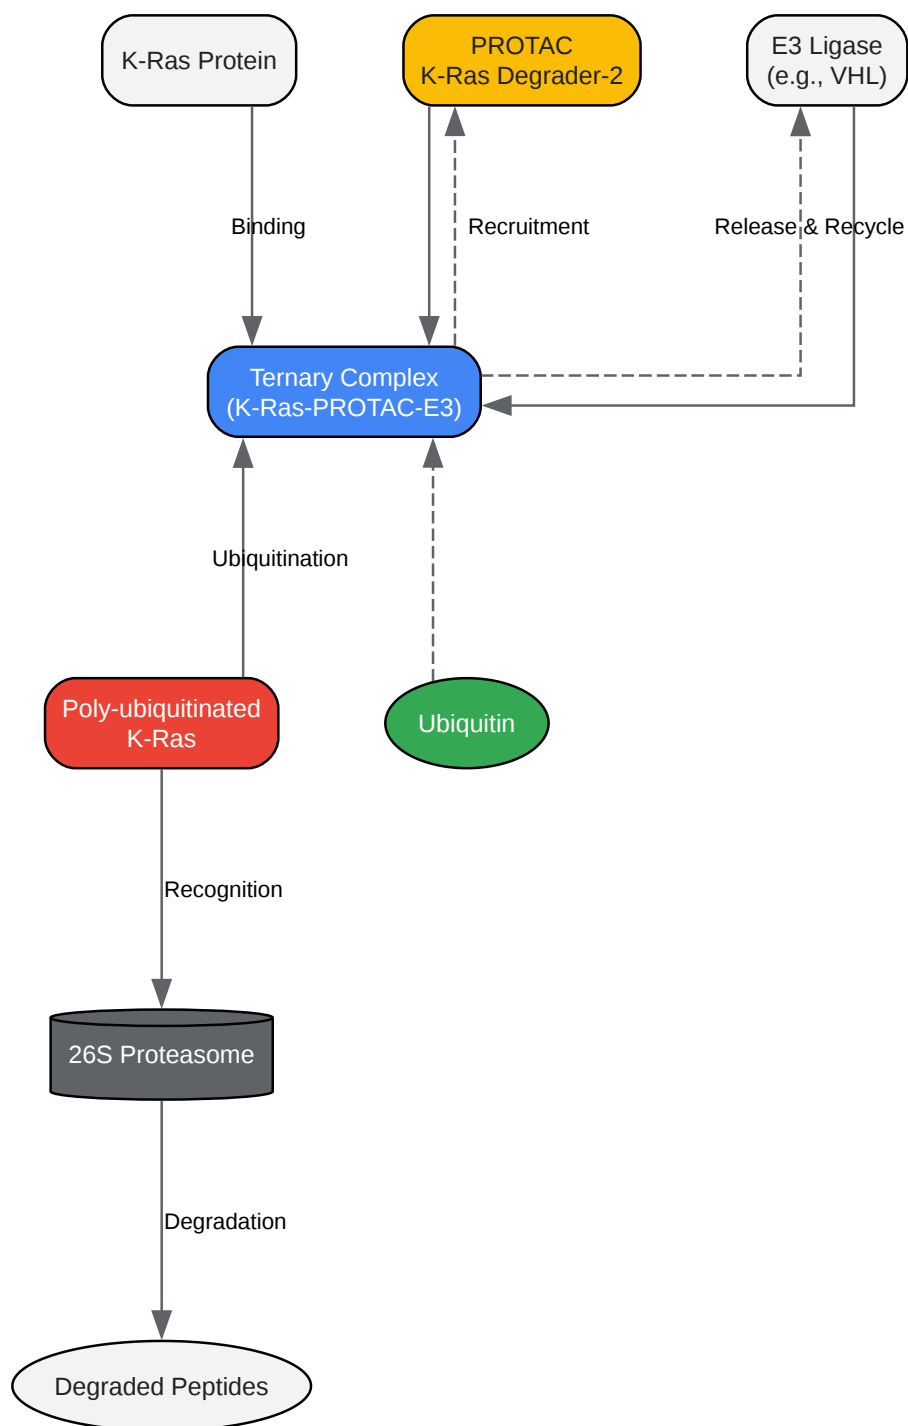 K-Ras Protein
PROTAC
K-Ras Degrader-2
E3 Ligase
(e.g., VHL)
Binding
Recruitment
Release & Recycle
Ternary Complex
(K-Ras-PROTAC-E3)
Ubiquitination
Poly-ubiquitinated
K-Ras
Ubiquitin
Recognition
26S Proteasome
Degradation
Degraded Peptides